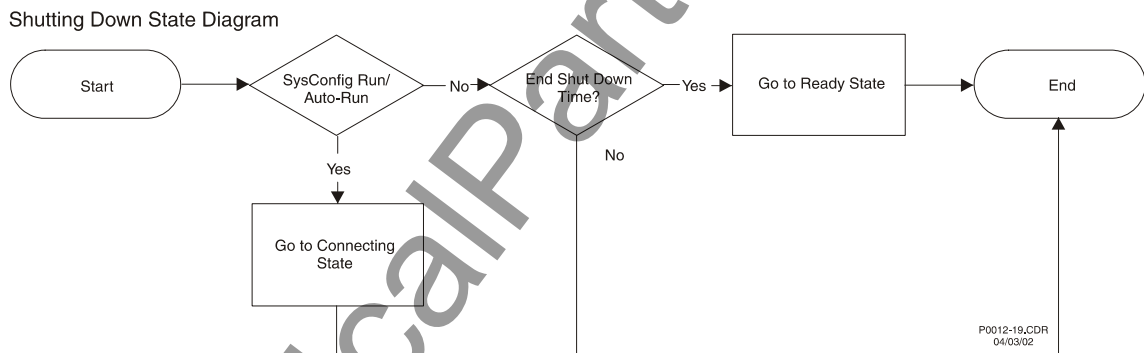 Shutting Down State Diagram
Start
SysConfig Run/
Auto-Run
No
End Shut Down
Time?
Yes
Go to Ready State
End
Yes
No
Go to Connecting
State
P0012-19.CDR
04/03/02
calPart